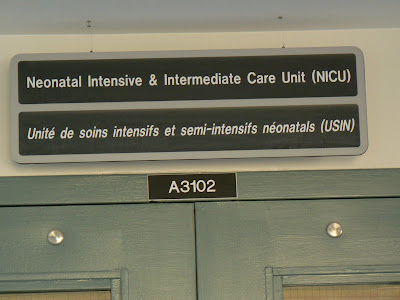 Neonatal Intensive & Intermediate Care Unit (NICU)
Unité de soins intensifs et semi-intensifs néonatals (USIN)
A3102